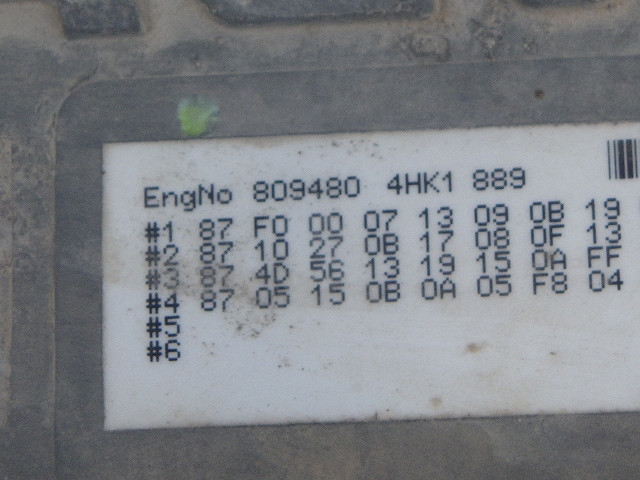 EngNo 809480 4HK1 889
#1 87 F0 00 07 13 09 0B 19
#2 87 10 27 0B 17 08 0F 13
#3 87 4D 56 13 19 15 0A FF
#4 87 05 15 0B 0A 05 F8 04
#5
#6